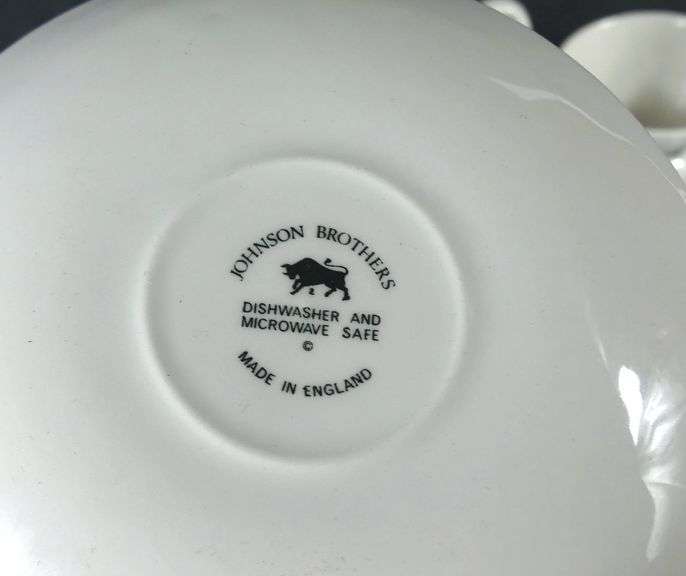 JOHNSON BROTHERS
DISHWASHER AND
MICROWAVE SAFE
©
MADE IN ENGLAND